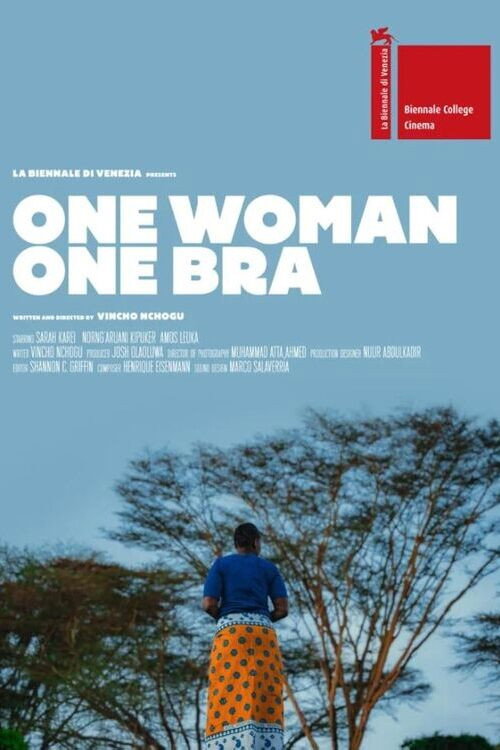 La Biennale di Venezia
Biennale College
Cinema
LA BIENNALE DI VENEZIA PRESENTS
ONE WOMAN
ONE BRA
WRITTEN AND DIRECTED BY VINCHO NCHOGU
STARRING SARAH KAREI NORNG'ARUANI KIPUKER AMOS LEUKA
WRITER VINCHO NCHOGU PRODUCER JOSH OLAOLUWA DIRECTOR OF PHOTOGRAPHY MUHAMMAD ATTA AHMED PRODUCTION DESIGNER NUUR ABDULKADIR
EDITOR SHANNON C. GRIFFIN COMPOSER HENRIQUE EISENMANN SOUND DESIGN MARCO SALAVERRIA